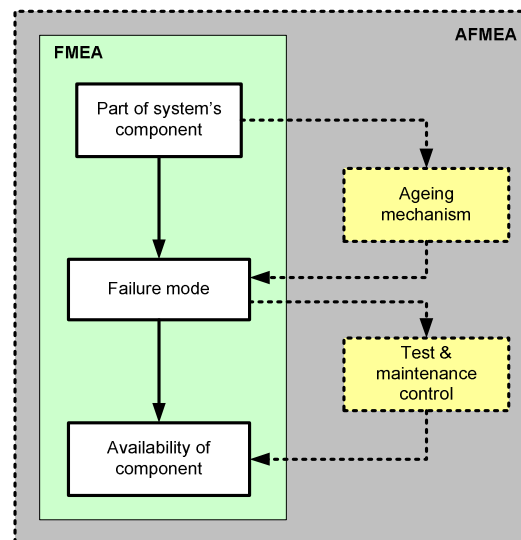 AFMEA
FMEA
Part of system's
component
Ageing
mechanism
Failure mode
Test &
maintenance
control
Availability of
component